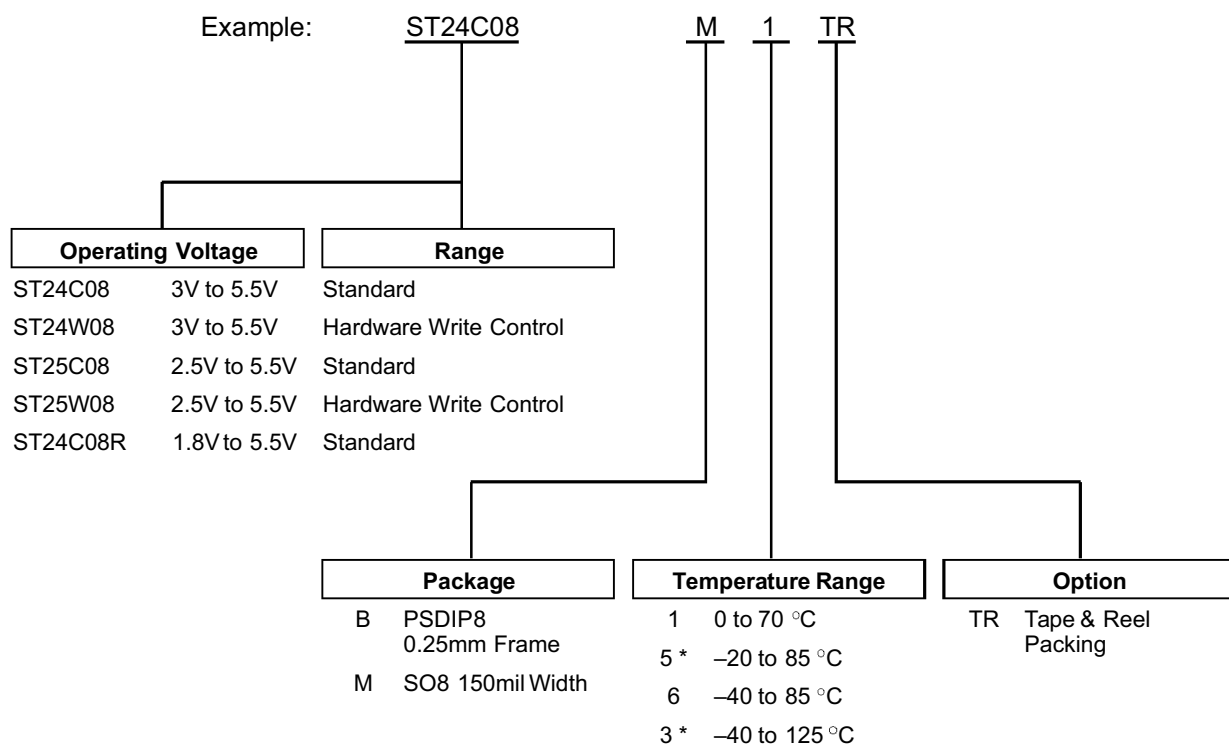 Example: ST24C08 M 1 TR
Operating Voltage Range
ST24C08 3V to 5.5V Standard
ST24W08 3V to 5.5V Hardware Write Control
ST25C08 2.5V to 5.5V Standard
ST25W08 2.5V to 5.5V Hardware Write Control
ST24C08R 1.8V to 5.5V Standard
Package
B PSDIP8
0.25mm Frame
M SO8 150mil Width
Temperature Range
1 0 to 70 °C
5 * –20 to 85 °C
6 –40 to 85 °C
3 * –40 to 125 °C
Option
TR Tape & Reel
Packing